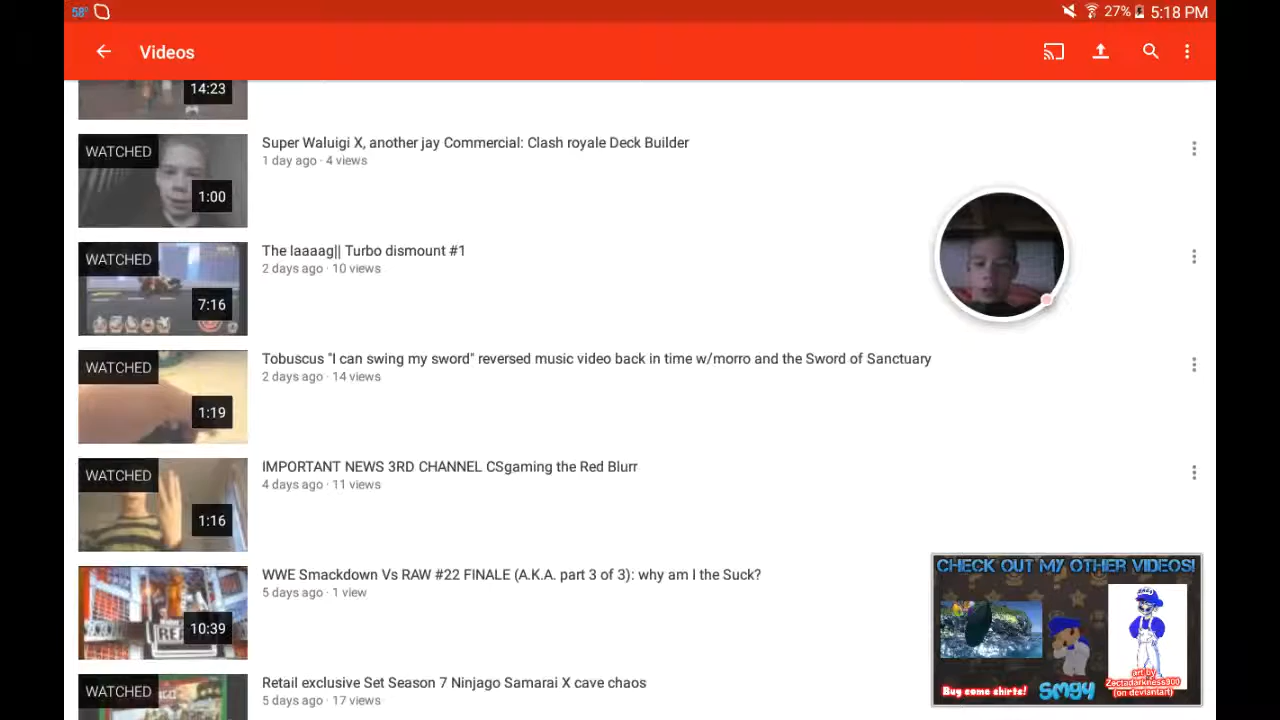 58°
27%
5:18 PM
Videos
14:23
WATCHED
1:00
Super Waluigi X, another jay Commercial: Clash royale Deck Builder
1 day ago · 4 views
WATCHED
7:16
The laaaag|| Turbo dismount #1
2 days ago · 10 views
WATCHED
1:19
Tobuscus "I can swing my sword" reversed music video back in time w/morro and the Sword of Sanctuary
2 days ago · 14 views
WATCHED
1:16
IMPORTANT NEWS 3RD CHANNEL CSgaming the Red Blurr
4 days ago · 11 views
10:39
WWE Smackdown Vs RAW #22 FINALE (A.K.A. part 3 of 3): why am I the Suck?
5 days ago · 1 view
WATCHED
Retail exclusive Set Season 7 Ninjago Samarai X cave chaos
5 days ago · 17 views
CHECK OUT MY OTHER VIDEOS!
Buy some shirts!
SMG4
art by
Zectadarkness300
(on deviantart)